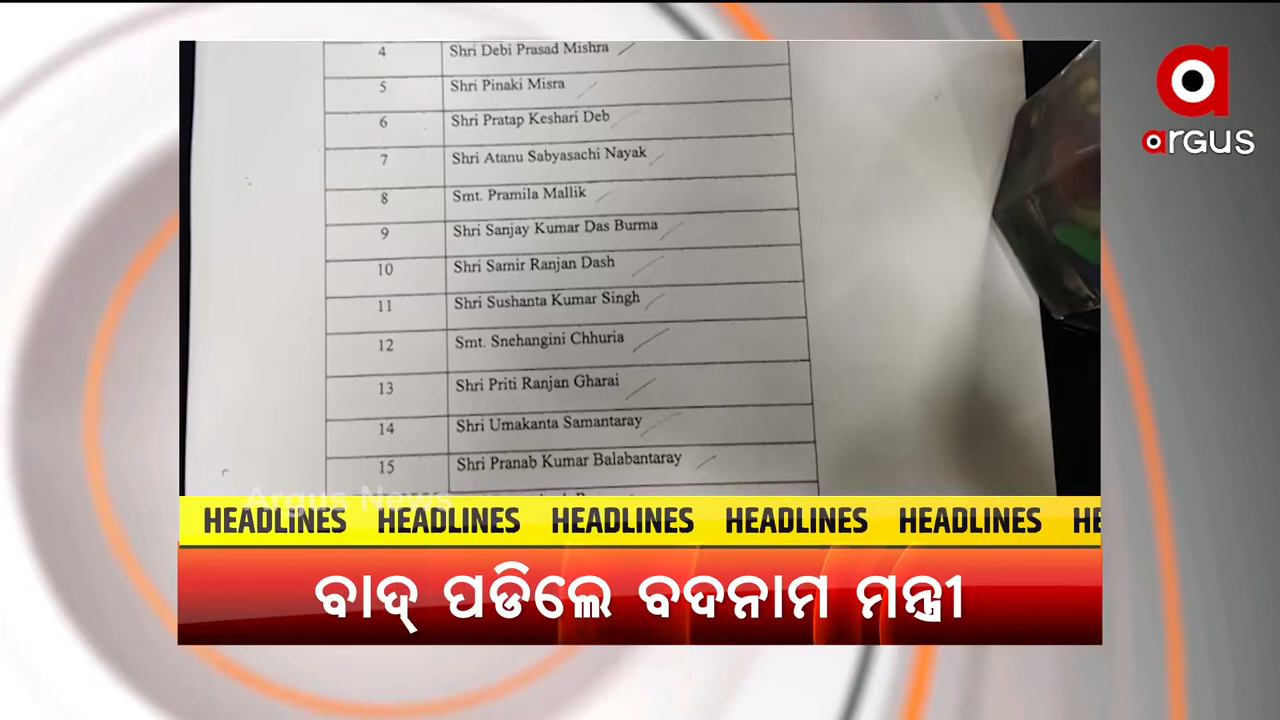 4 Shri Debi Prasad Mishra
5 Shri Pinaki Misra
6 Shri Pratap Keshari Deb
7 Shri Atanu Sabyasachi Nayak
8 Smt. Pramila Mallik
9 Shri Sanjay Kumar Das Burma
10 Shri Samir Ranjan Dash
11 Shri Sushanta Kumar Singh
12 Smt. Snehangini Chhuria
13 Shri Priti Ranjan Gharai
14 Shri Umakanta Samantaray
15 Shri Pranab Kumar Balabantaray
argus
Argus News
HEADLINES HEADLINES HEADLINES HEADLINES HEADLINES HE
ବାଦ୍ ପଡିଲେ ବଦନାମ ମନ୍ତ୍ରୀ